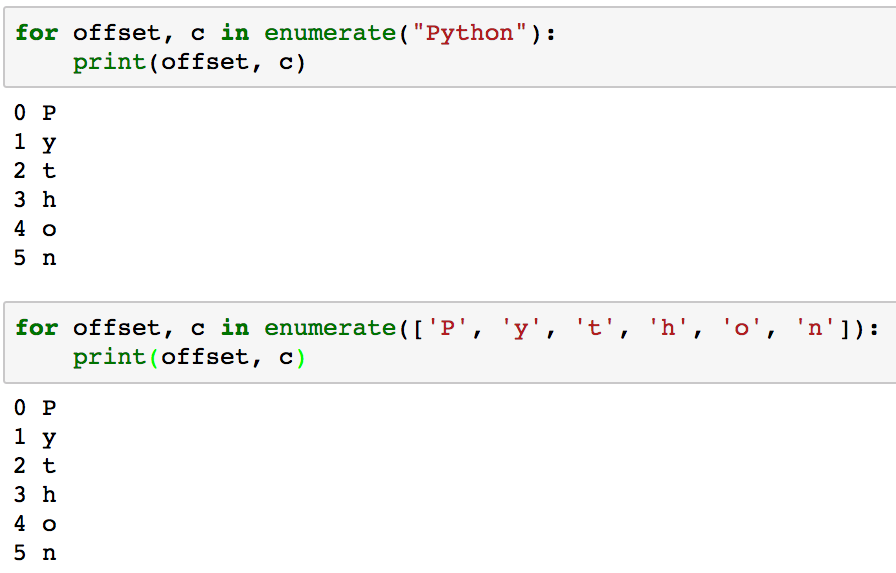 for offset, c in enumerate("Python"):
    print(offset, c)
0 P
1 y
2 t
3 h
4 o
5 n
for offset, c in enumerate(['P', 'y', 't', 'h', 'o', 'n']):
    print(offset, c)
0 P
1 y
2 t
3 h
4 o
5 n